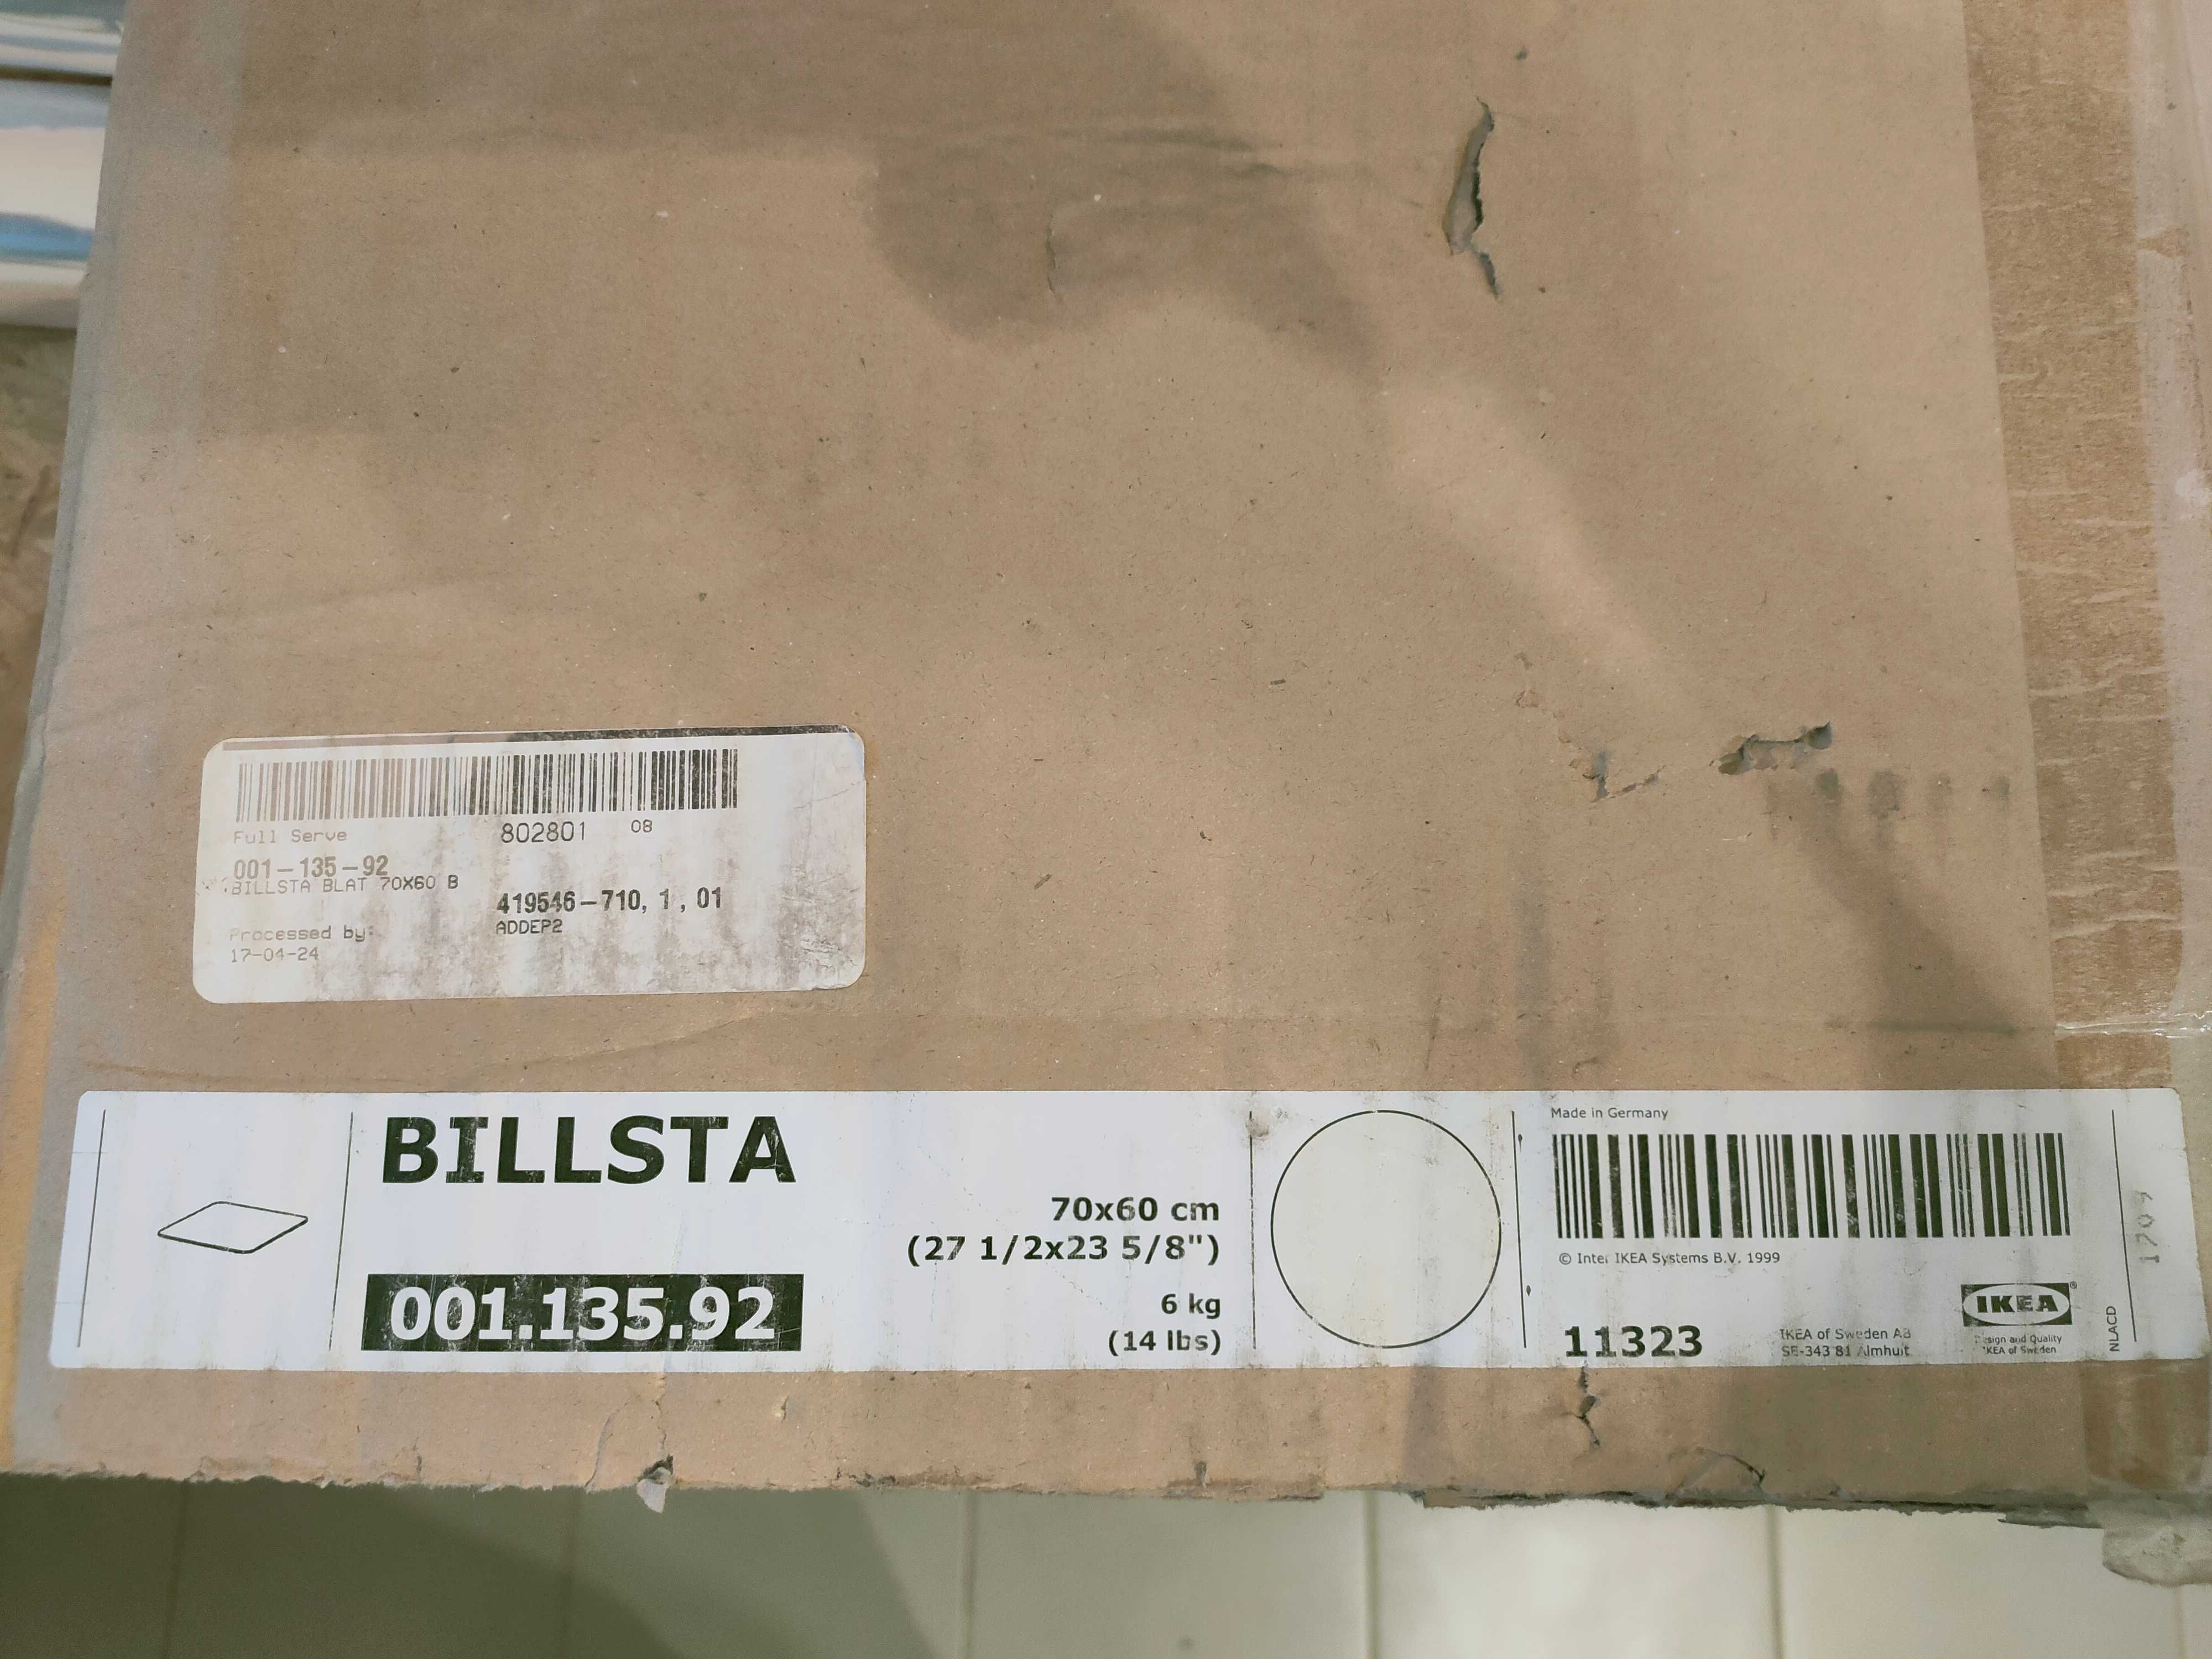 Full Serve
802801 08
001-135-92
BILLSTA BLAT 70X60 B
419546-710, 1, 01
ADDEP2
Processed by:
17-04-24
BILLSTA
001.135.92
70x60 cm
(27 1/2x23 5/8")
6 kg
(14 lbs)
Made in Germany
© Inter IKEA Systems B.V. 1999
11323
IKEA of Sweden AB
SE-343 81 Älmhult
IKEA®
Design and Quality
IKEA of Sweden
NLACD
1709